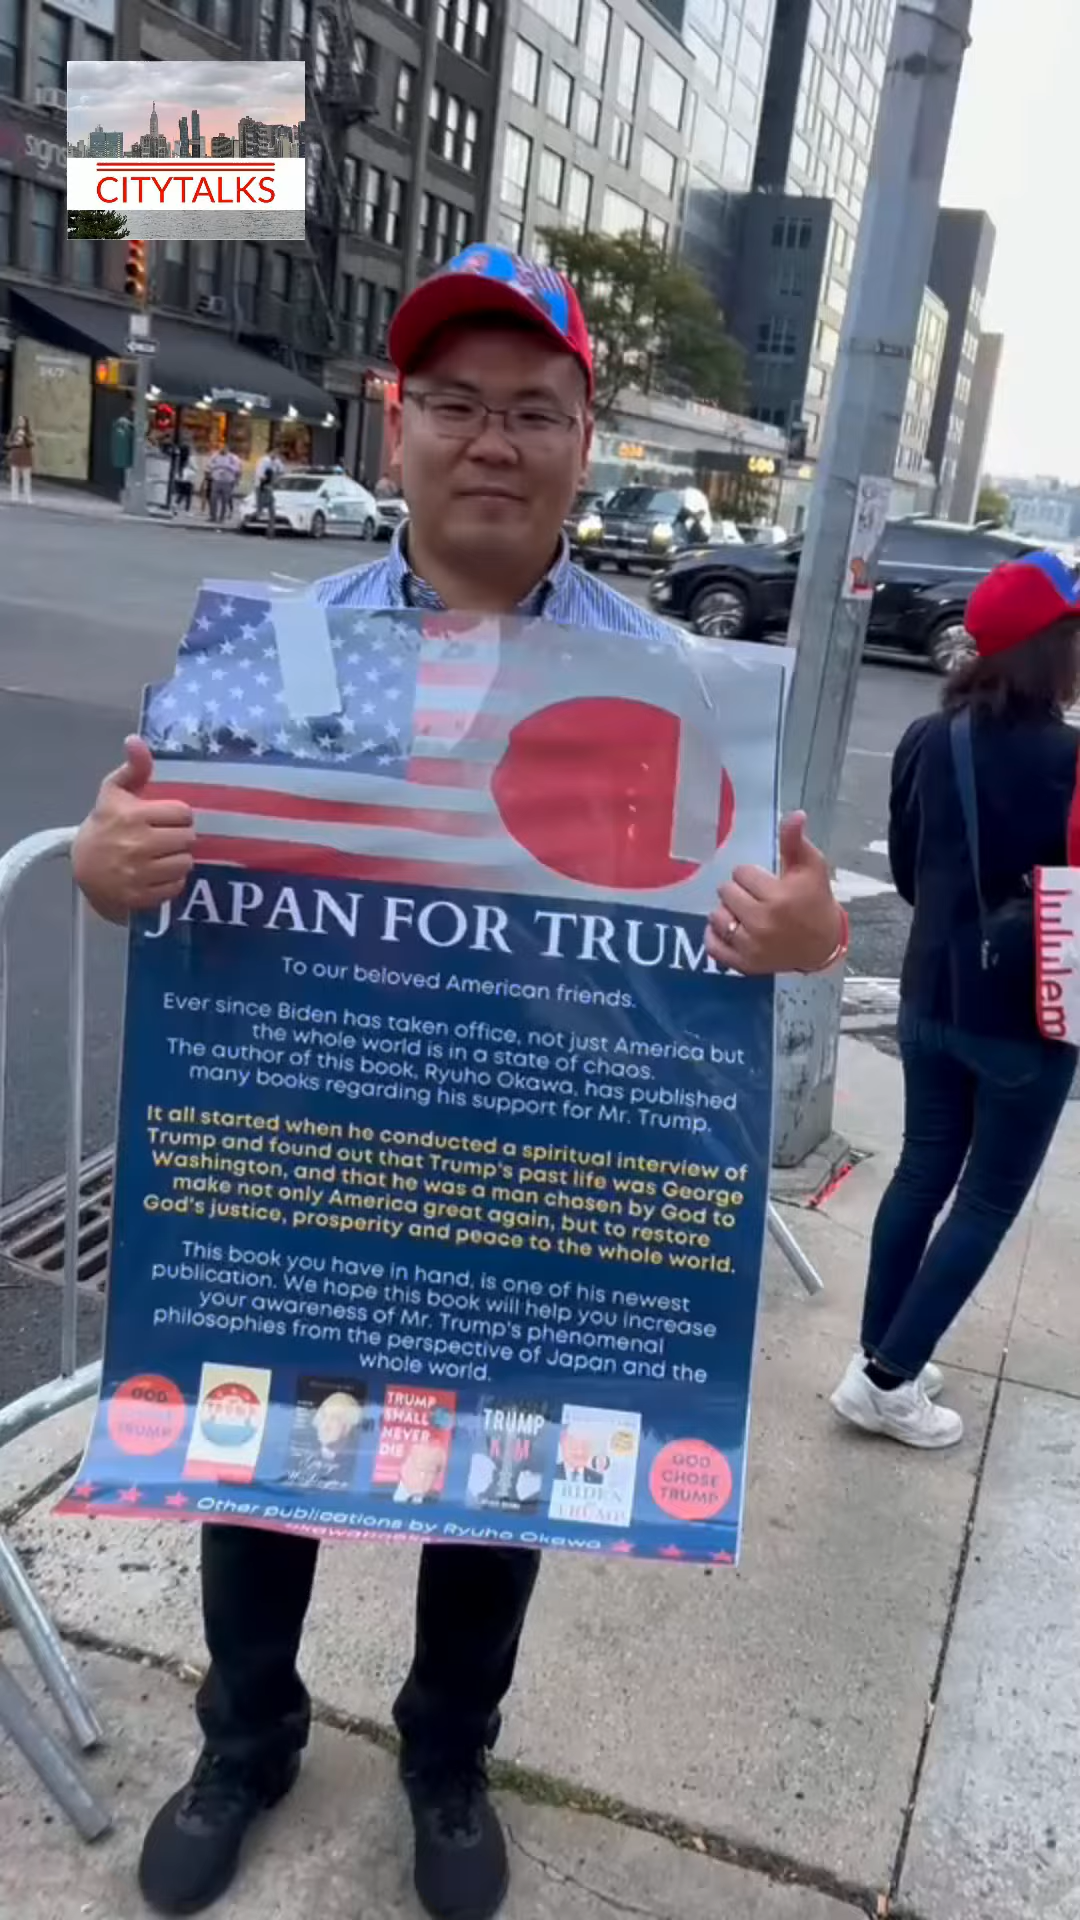 CITYTALKS
JAPAN FOR TRUM
To our beloved American friends.
Ever since Biden has taken office, not just America but
the whole world is in a state of chaos.
The author of this book, Ryuho Okawa, has published
many books regarding his support for Mr. Trump.
It all started when he conducted a spiritual interview of
Trump and found out that Trump's past life was George
Washington, and that he was a man chosen by God to
make not only America great again, but to restore
God's justice, prosperity and peace to the whole world.
This book you have in hand, is one of his newest
publication. We hope this book will help you increase
your awareness of Mr. Trump's phenomenal
philosophies from the perspective of Japan and the
whole world.
GOD
CHOSE
TRUMP
TRUMP
SHALL
NEVER
DIE
TRUMP
KIM
BIDEN
TRUMP
GOD
CHOSE
TRUMP
Other publications by Ryuho Okawa